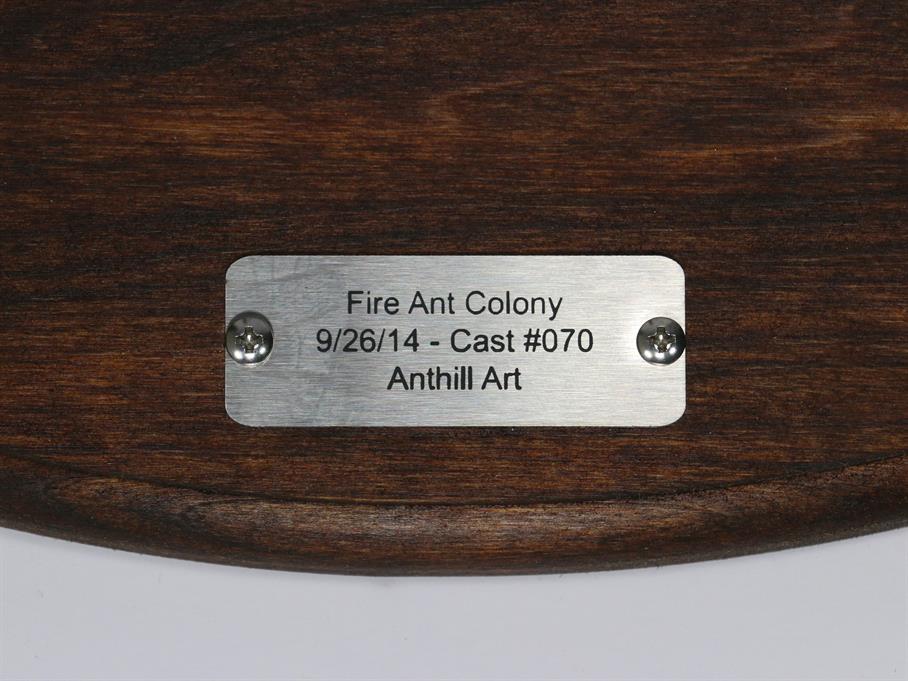 Fire Ant Colony
9/26/14 - Cast #070
Anthill Art